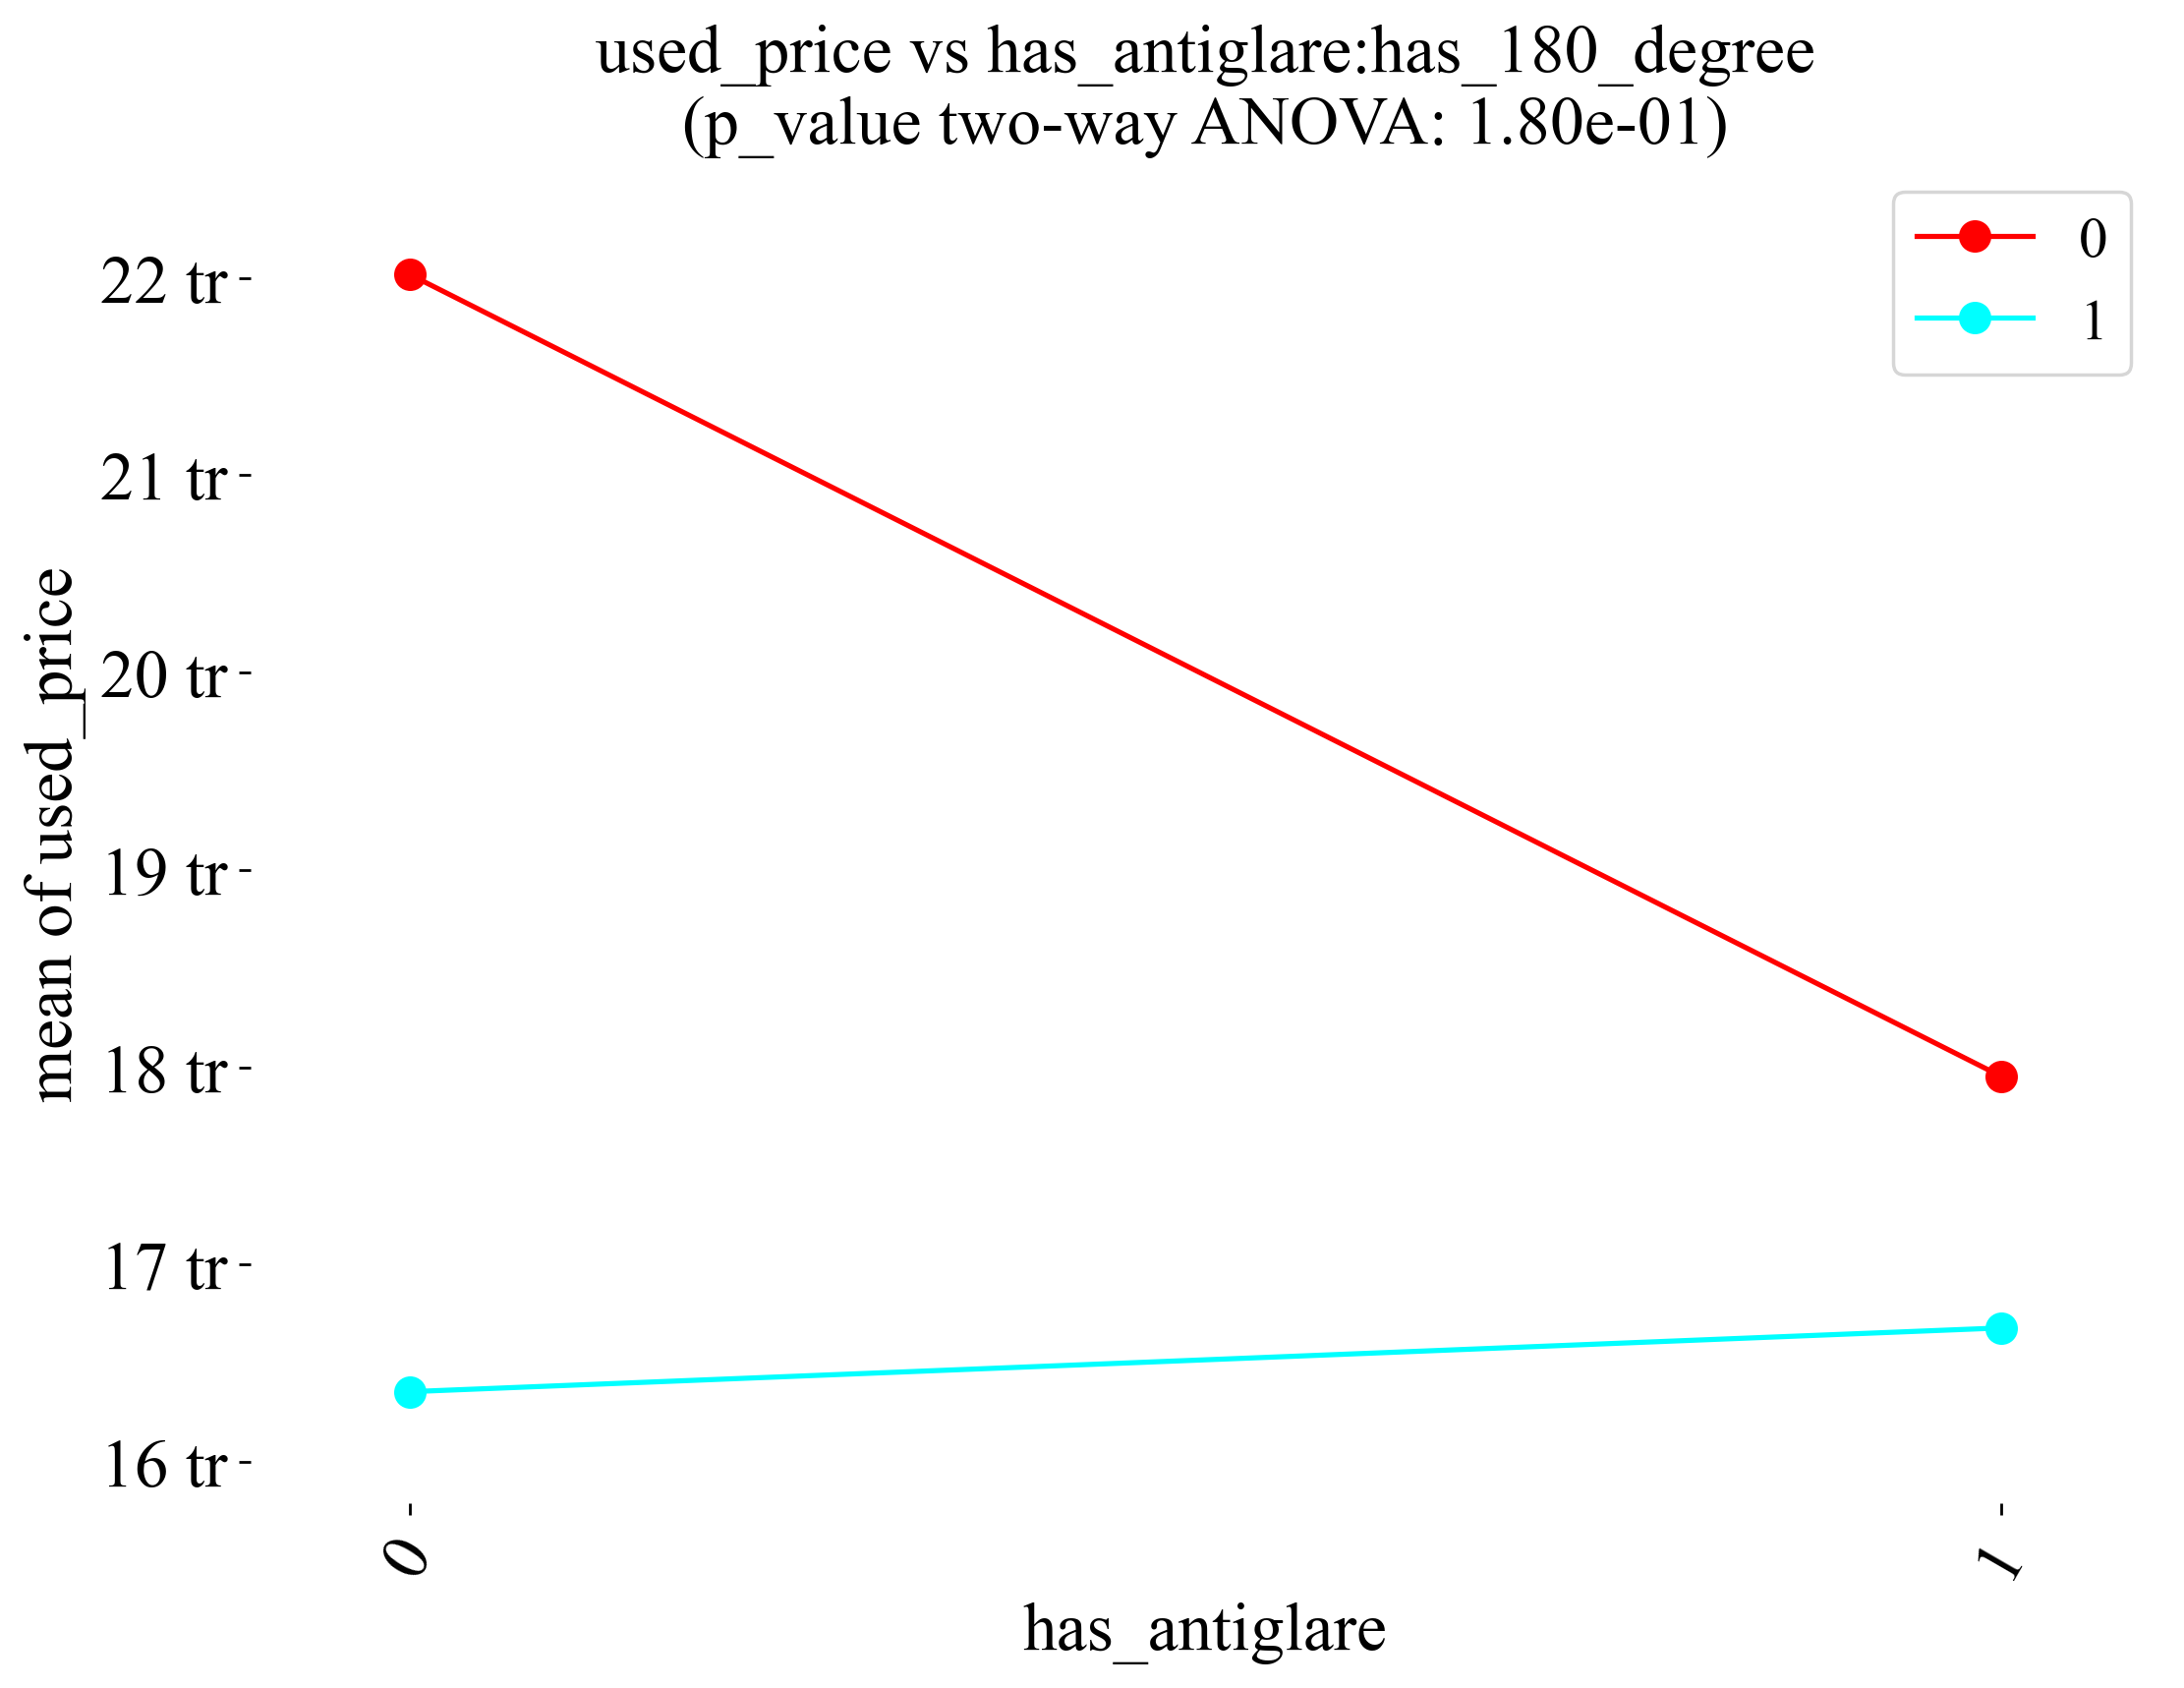 used_price vs has_antiglare:has_180_degree
(p_value two-way ANOVA: 1.80e-01)
0
1
22 tr
21 tr
20 tr
19 tr
18 tr
17 tr
16 tr
mean of used_price
0
1
has_antiglare